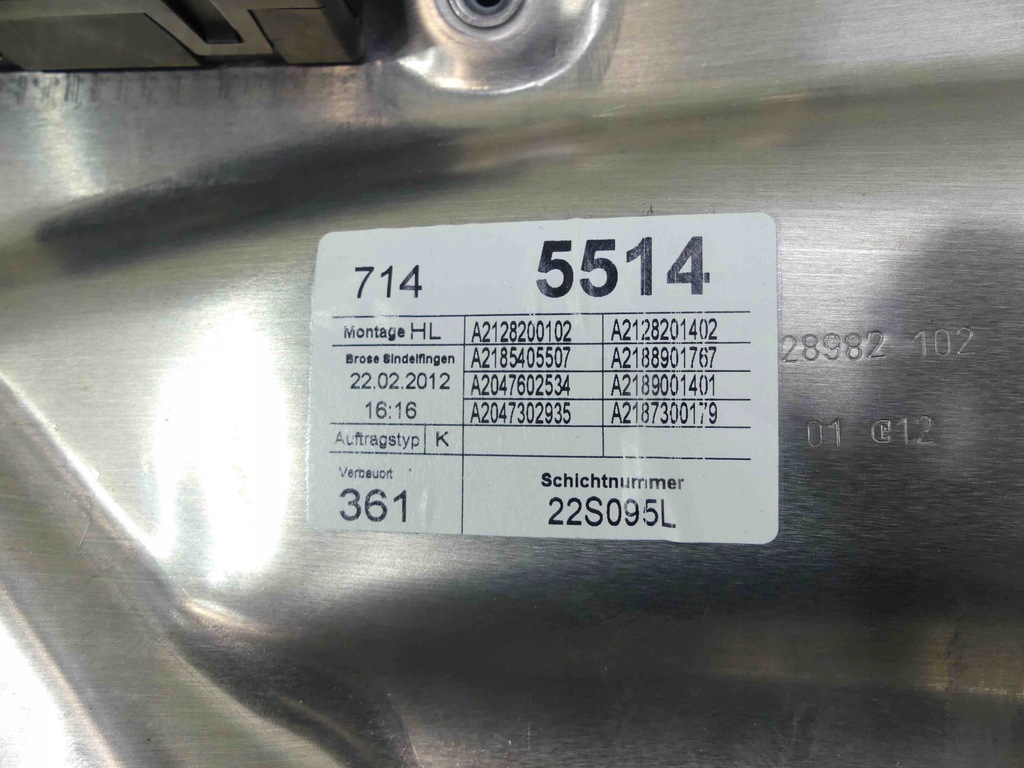 714 5514
Montage HL A2128200102 A2128201402
Brose Sindelfingen A2185405507 A2188901767
22.02.2012 A2047602534 A2189001401
16:16 A2047302935 A2187300179
Auftragstyp K
Verbauort
361
Schichtnummer
22S095L
28982 102
01 12